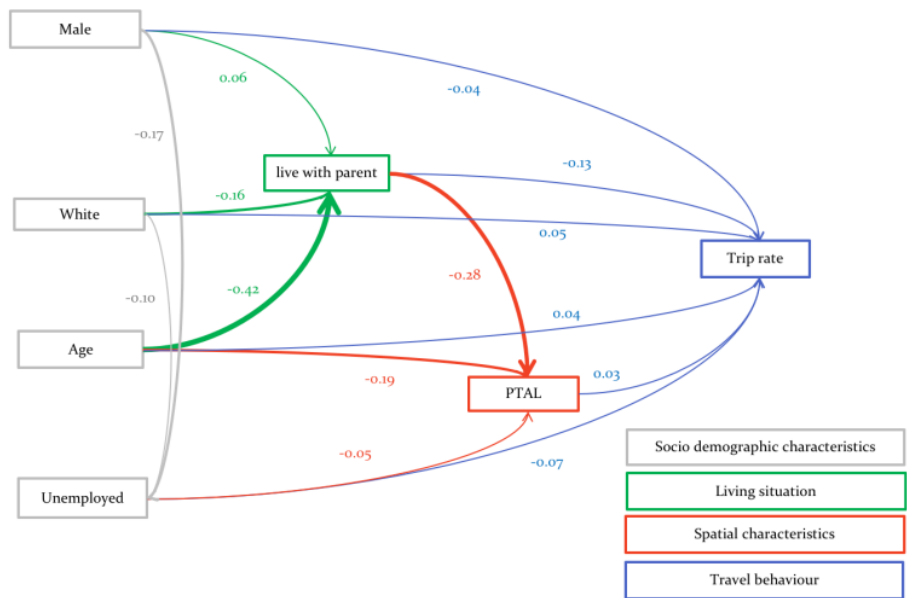 Male
0.06
-0.04
-0.17
live with parent
-0.13
-0.16
White
0.05
Trip rate
-0.28
-0.42
-0.10
0.04
Age
-0.19
0.03
PTAL
Socio demographic characteristics
-0.05
-0.07
Unemployed
Living situation
Spatial characteristics
Travel behaviour